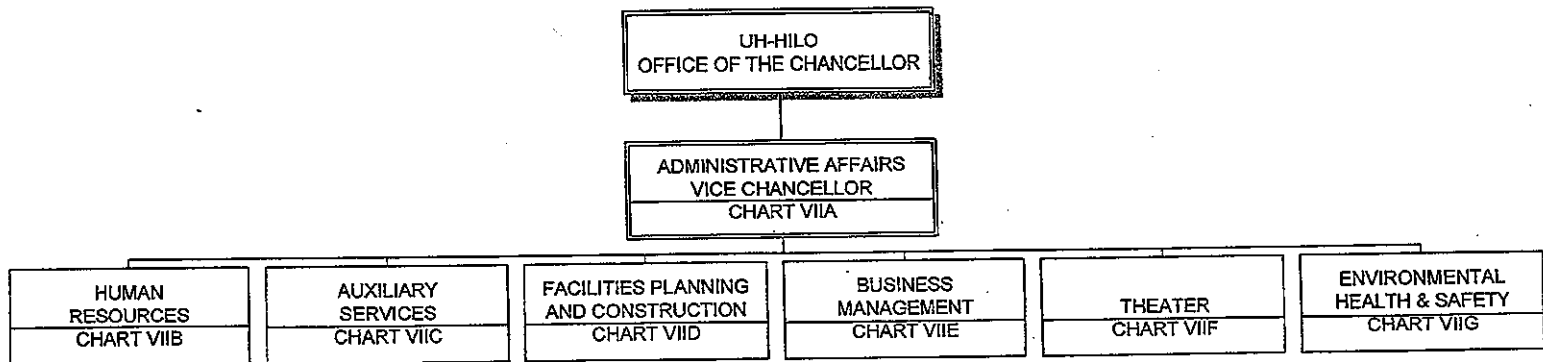 UH-HILO
OFFICE OF THE CHANCELLOR
ADMINISTRATIVE AFFAIRS
VICE CHANCELLOR
CHART VIIA
HUMAN
RESOURCES
CHART VIIB
AUXILIARY
SERVICES
CHART VIIC
FACILITIES PLANNING
AND CONSTRUCTION
CHART VIID
BUSINESS
MANAGEMENT
CHART VIIE
THEATER
CHART VIIF
ENVIRONMENTAL
HEALTH & SAFETY
CHART VIIG